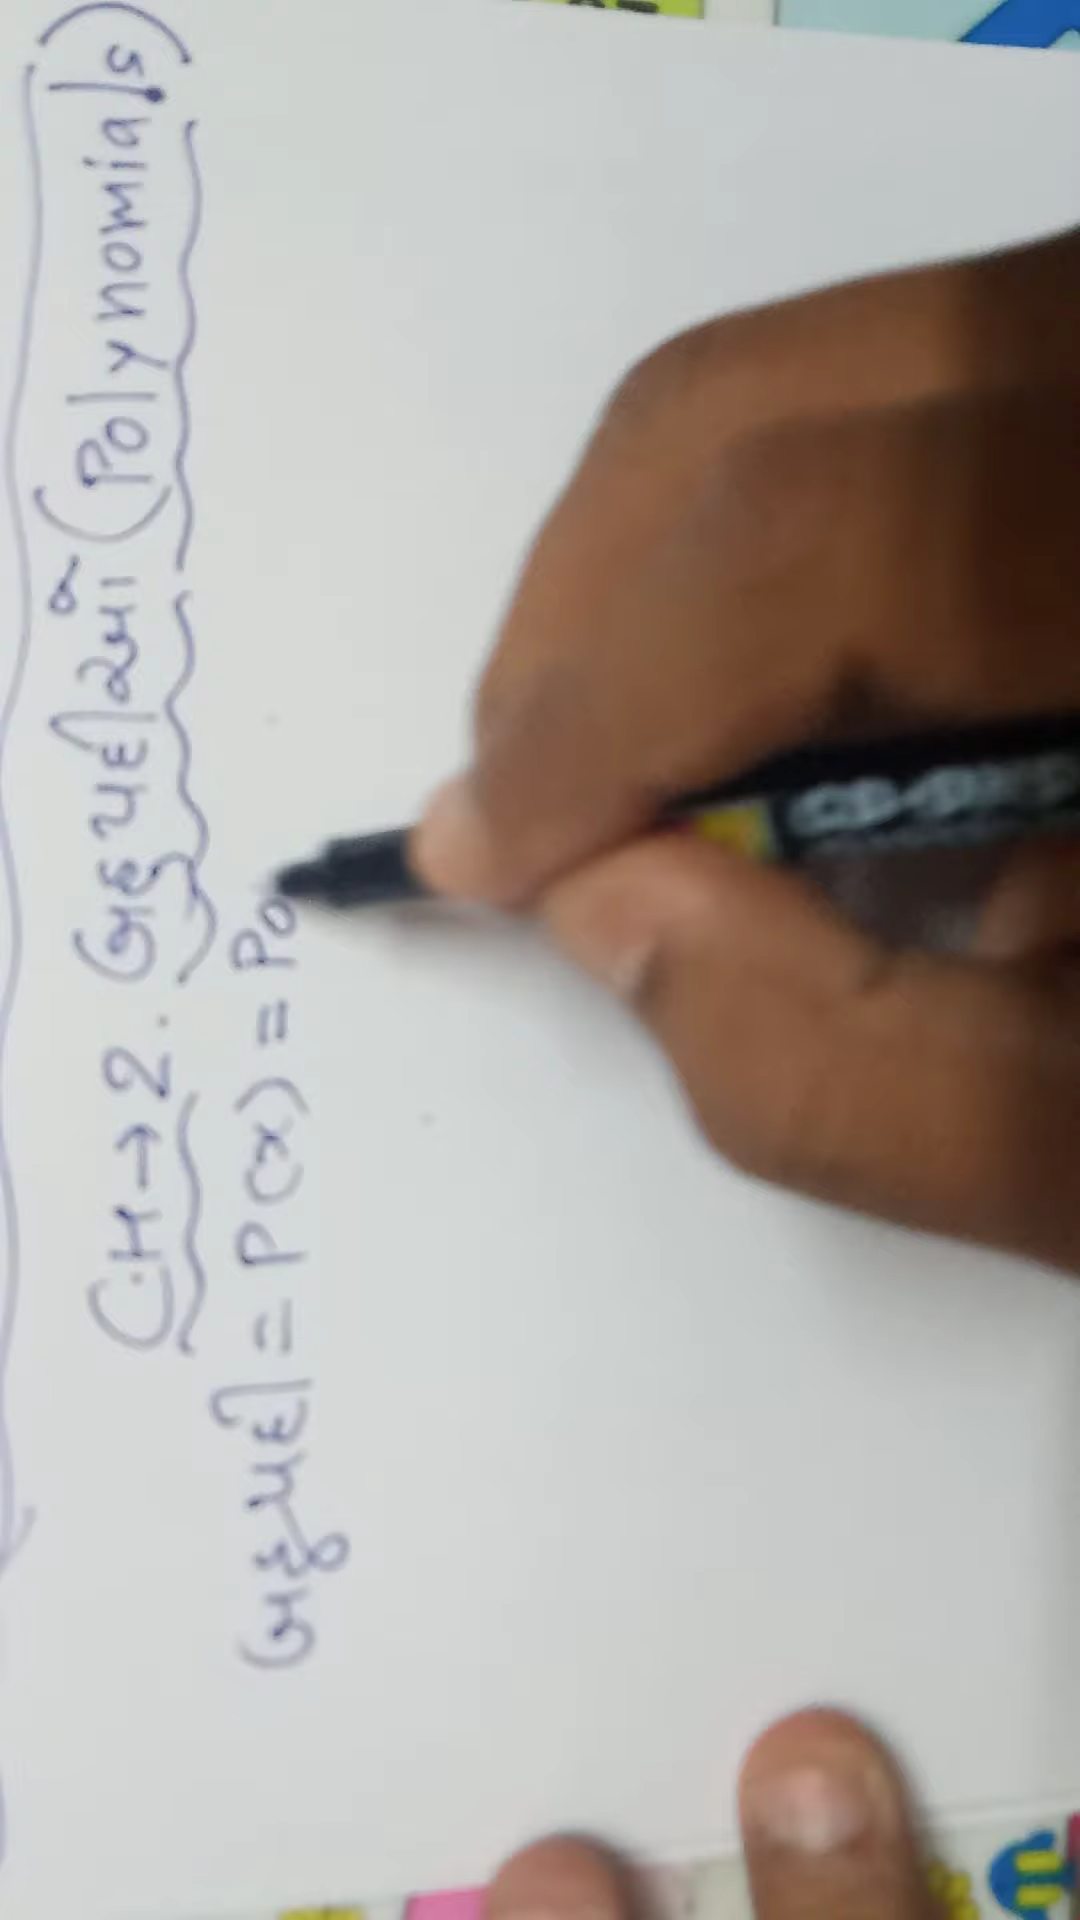 CH→2. બહુપદીઓ (Polynomials)
બહુપદી = P(x) = Po